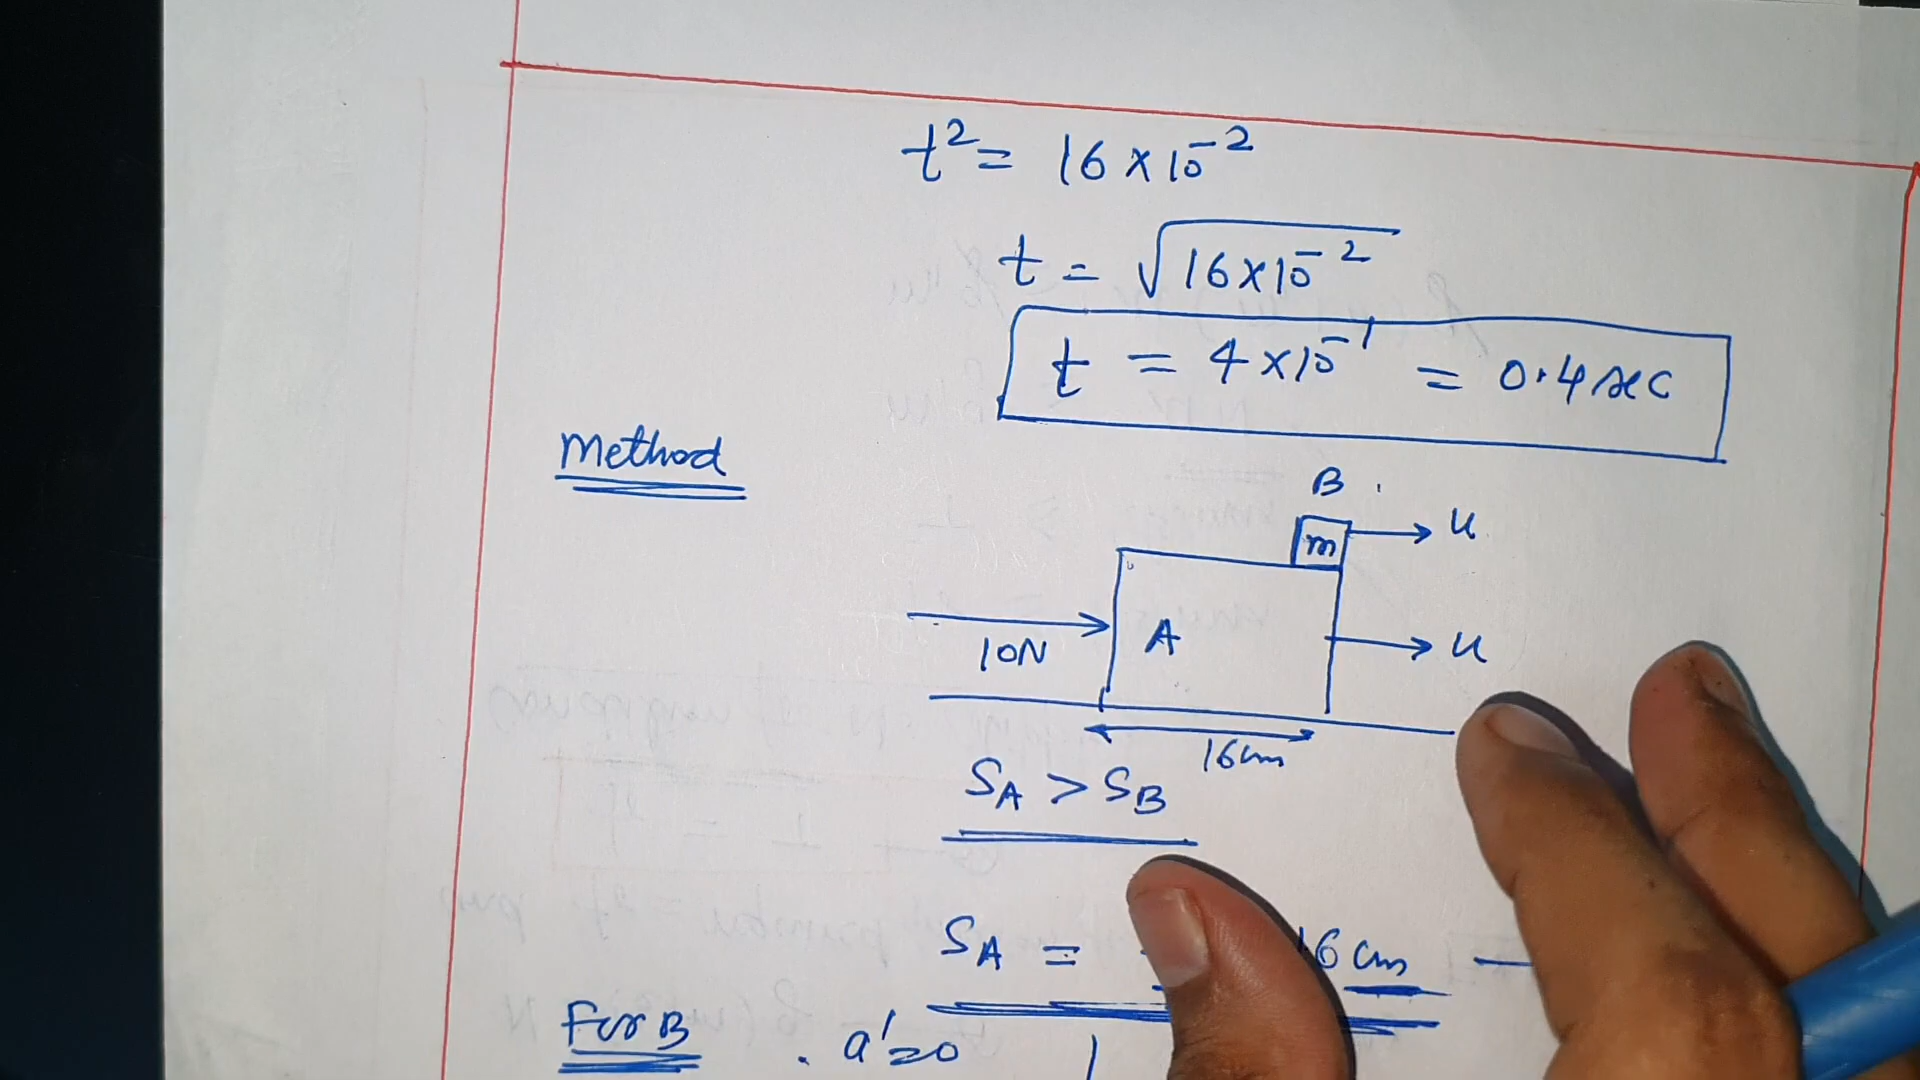 t² = 16 × 10⁻²
t = √16×10⁻²
t = 4 × 10⁻¹ = 0.4 sec
Method
B
m → u
10N A → u
16cm
S_A > S_B
S_A = 16 cm
For B . a' = 0